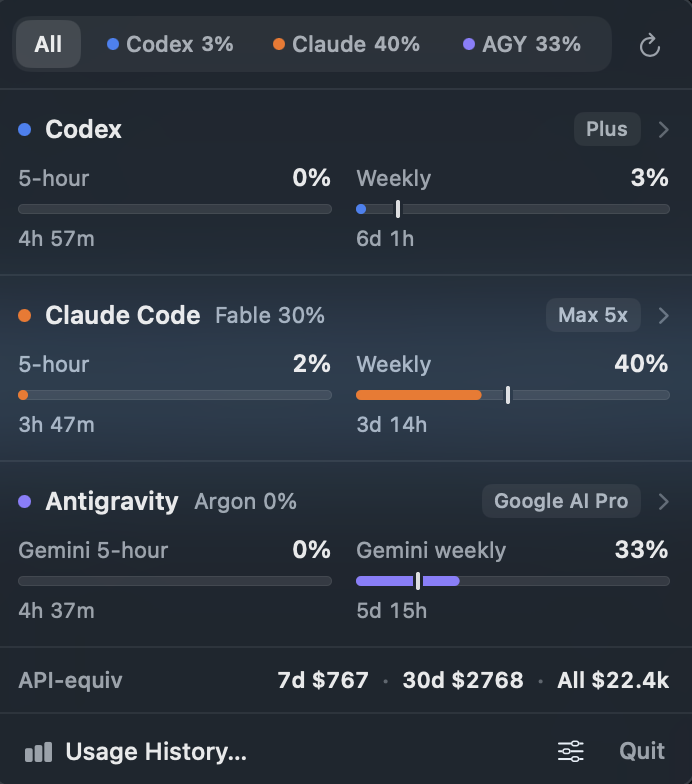 All Codex 3% Claude 40% AGY 33%
Codex Plus
5-hour 0% Weekly 3%
4h 57m 6d 1h
Claude Code Fable 30% Max 5x
5-hour 2% Weekly 40%
3h 47m 3d 14h
Antigravity Argon 0% Google AI Pro
Gemini 5-hour 0% Gemini weekly 33%
4h 37m 5d 15h
API-equiv 7d $767 · 30d $2768 · All $22.4k
Usage History... Quit